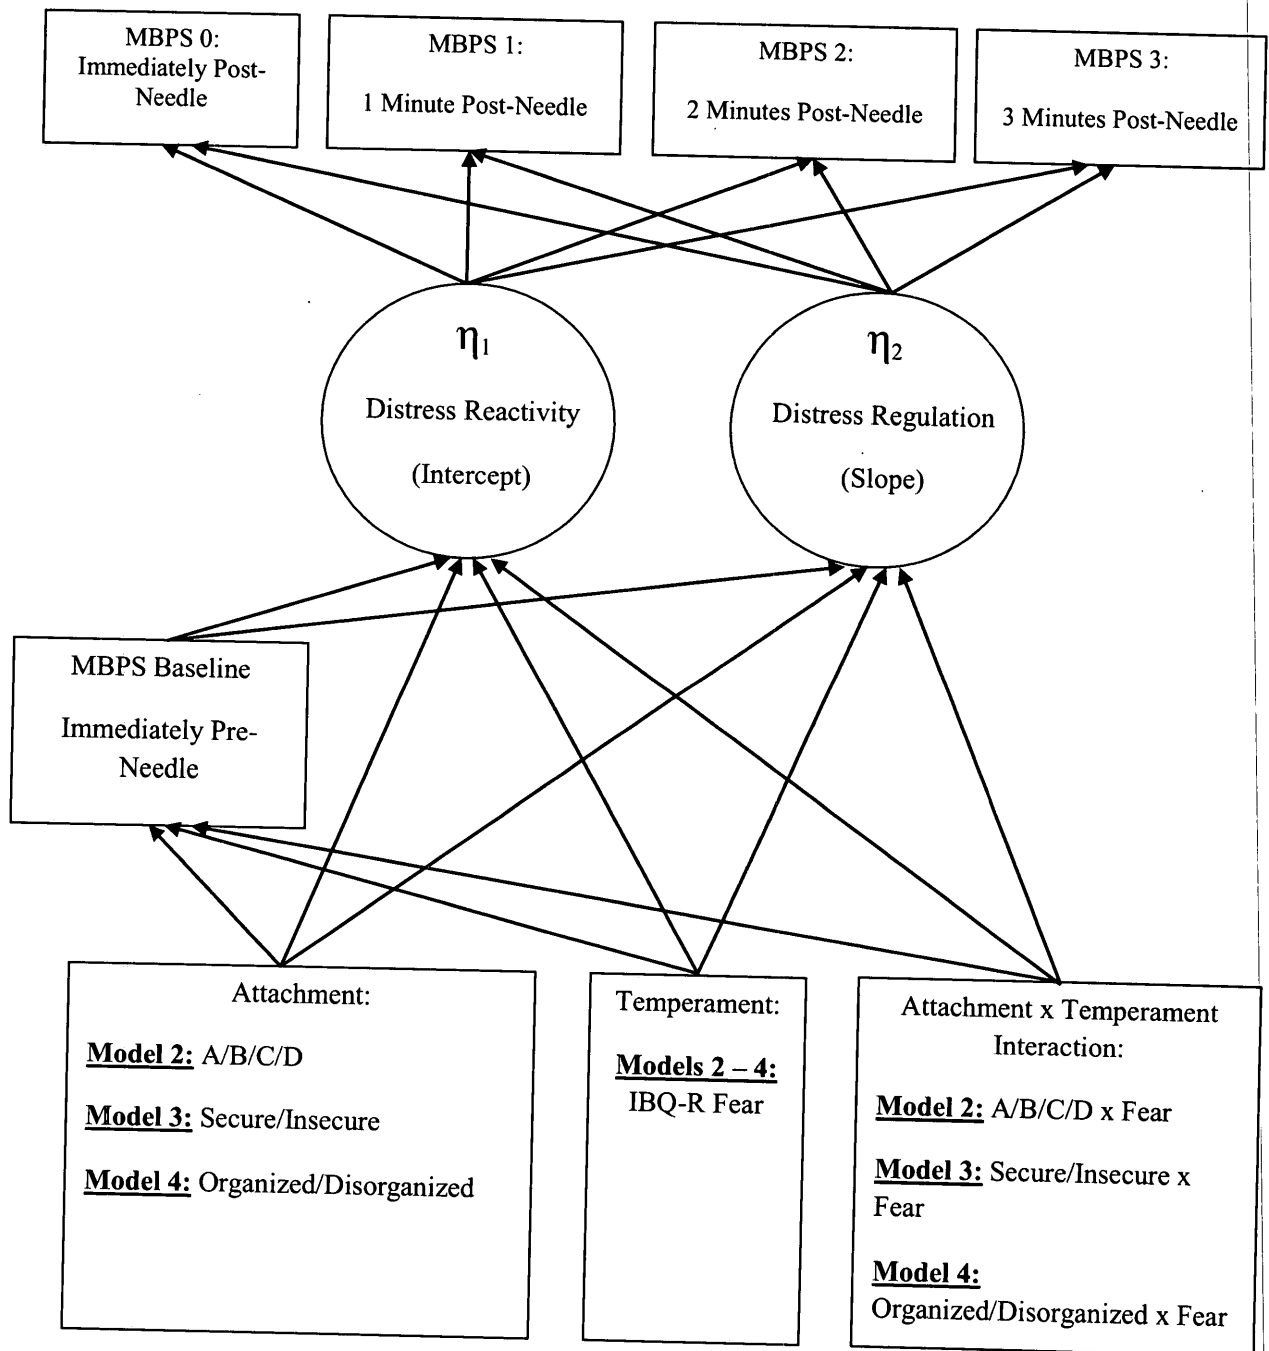 MBPS 0:
Immediately Post-
Needle
MBPS 1:
1 Minute Post-Needle
MBPS 2:
2 Minutes Post-Needle
MBPS 3:
3 Minutes Post-Needle
η1
Distress Reactivity
(Intercept)
η2
Distress Regulation
(Slope)
MBPS Baseline
Immediately Pre-
Needle
Attachment:
Model 2: A/B/C/D
Model 3: Secure/Insecure
Model 4: Organized/Disorganized
Temperament:
Models 2 – 4:
IBQ-R Fear
Attachment x Temperament
Interaction:
Model 2: A/B/C/D x Fear
Model 3: Secure/Insecure x
Fear
Model 4:
Organized/Disorganized x Fear